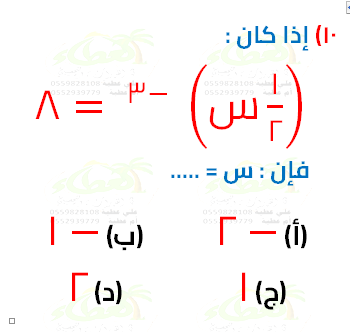 ١٠) إذا كان :
(١/٢ س)^-٣ = ٨
فإن : س = .....
(أ) - ٢ (ب) - ١
(ج) ١ (د) ٢